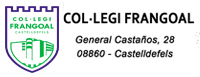 COL·LEGI
FRANGOAL
CASTELLDEFELS
COL·LEGI FRANGOAL
General Castaños, 28
08860 - Castelldefels